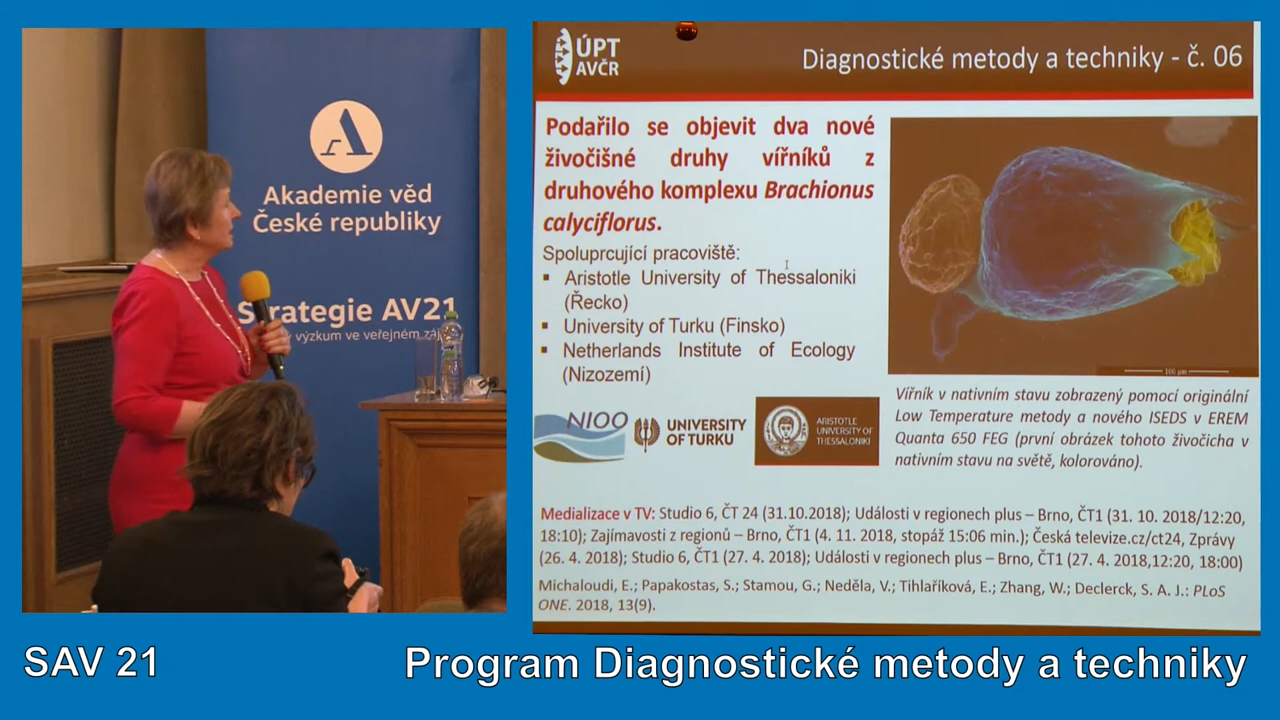 Akademie věd
České republiky
Strategie AV21
výzkum ve veřejném
ÚPT
AVČR
Diagnostické metody a techniky - č. 06
Podařilo se objevit dva nové
živočišné druhy vířníků z
druhového komplexu Brachionus
calyciflorus.
Spoluprcující pracoviště:
▪ Aristotle University of Thessaloniki
(Řecko)
▪ University of Turku (Finsko)
▪ Netherlands Institute of Ecology
(Nizozemí)
NIOO
UNIVERSITY
OF TURKU
ARISTOTLE
UNIVERSITY OF
THESSALONIKI
100 µm
Vířník v nativním stavu zobrazený pomocí originální
Low Temperature metody a nového ISEDS v EREM
Quanta 650 FEG (první obrázek tohoto živočicha v
nativním stavu na světě, kolorováno).
Medializace v TV: Studio 6, ČT 24 (31.10.2018); Události v regionech plus – Brno, ČT1 (31. 10. 2018/12:20,
18:10); Zajímavosti z regionů – Brno, ČT1 (4. 11. 2018, stopáž 15:06 min.); Česká televize.cz/ct24, Zprávy
(26. 4. 2018); Studio 6, ČT1 (27. 4. 2018); Události v regionech plus – Brno, ČT1 (27. 4. 2018,12:20, 18:00)
Michaloudi, E.; Papakostas, S.; Stamou, G.; Neděla, V.; Tihlaříková, E.; Zhang, W.; Declerck, S. A. J.: PLoS
ONE. 2018, 13(9).
SAV 21
Program Diagnostické metody a techniky